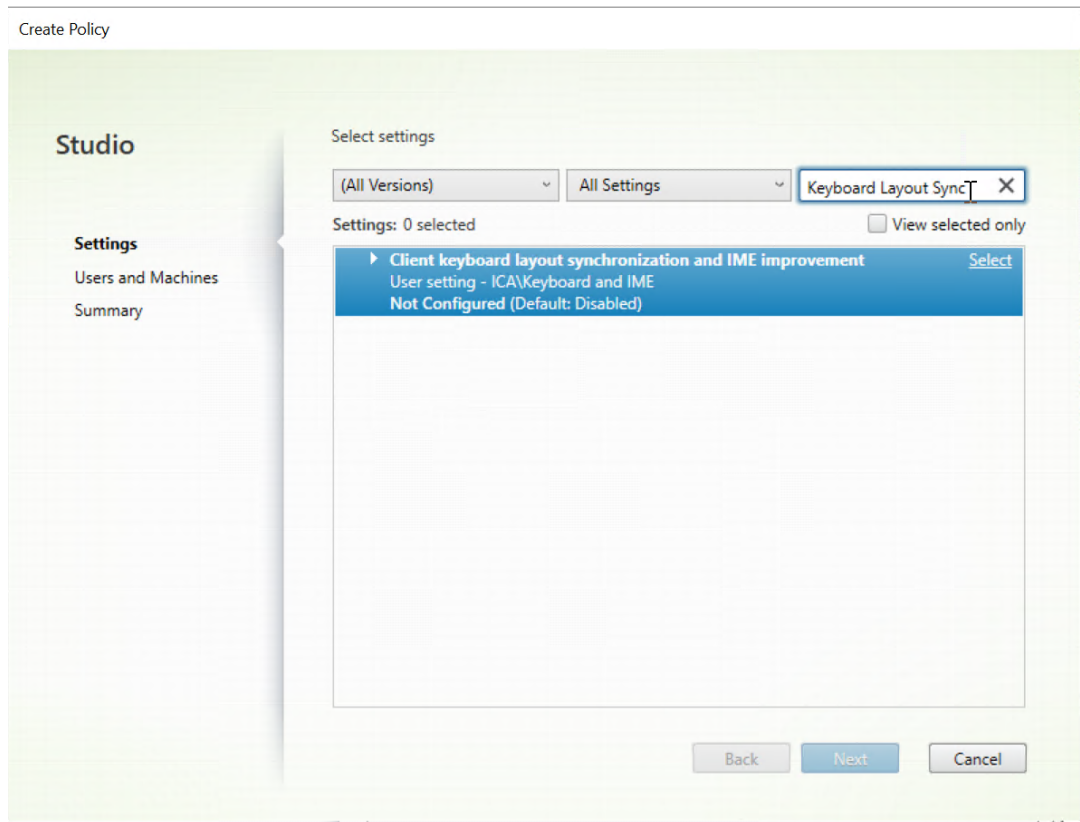 Create Policy
Studio
Settings
Users and Machines
Summary
Select settings
(All Versions)
All Settings
Keyboard Layout Sync
Settings: 0 selected
View selected only
Client keyboard layout synchronization and IME improvement
Select
User setting - ICA\Keyboard and IME
Not Configured (Default: Disabled)
Back
Next
Cancel